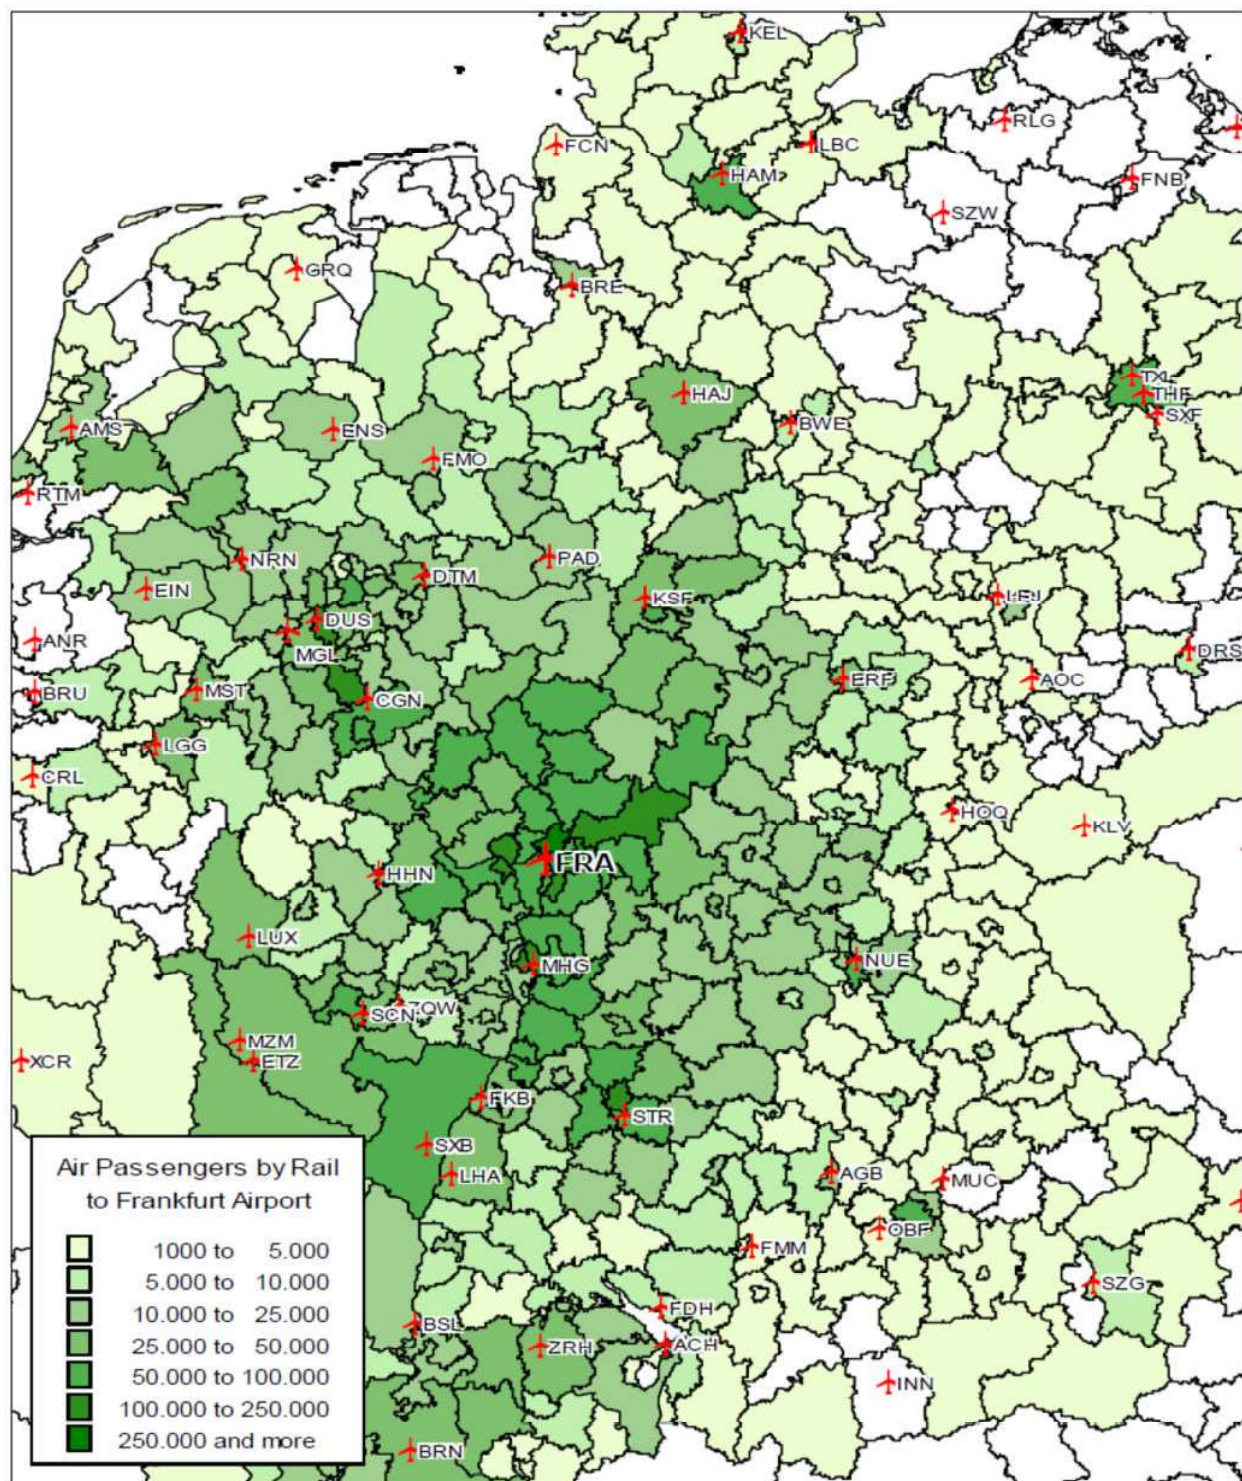 KEL
RLG
FCN
LBC
HAM
FNB
SZW
GRQ
BRE
TXL
HAJ
THF
SXF
AMS
ENS
BWE
FMO
RTM
NRN
PAD
DTM
EIN
KSF
LEJ
DUS
ANR
MGL
DRS
BRU
MST
CGN
ERF
AOC
LGG
CRL
HOQ
KLV
FRA
HHN
LUX
MHG
NUE
ZQW
SCN
MZM
ETZ
XCR
FKB
STR
SXB
LHA
AGB
MUC
OBF
FMM
SZG
FDH
BSL
ZRH
ACH
INN
BRN
Air Passengers by Rail
to Frankfurt Airport
1000 to 5.000
5.000 to 10.000
10.000 to 25.000
25.000 to 50.000
50.000 to 100.000
100.000 to 250.000
250.000 and more